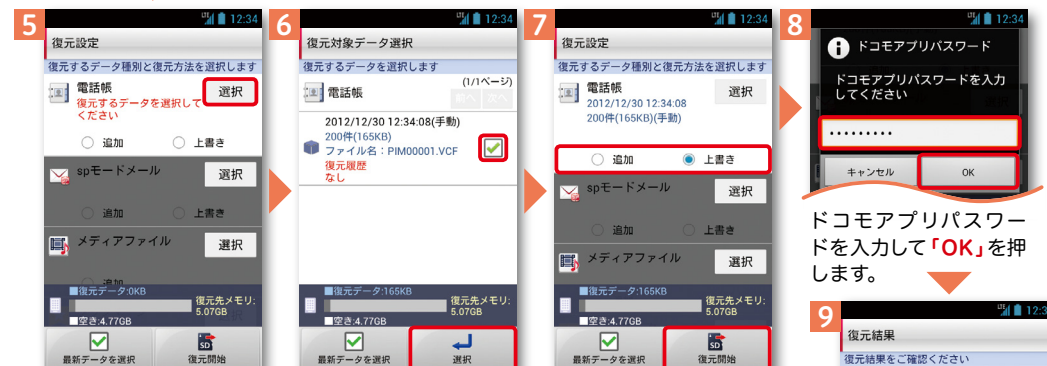 5
LTE 12:34
復元設定
復元するデータ種別と復元方法を選択します
電話帳
復元するデータを選択して
ください
選択
追加 上書き
spモードメール
選択
追加 上書き
メディアファイル
選択
追加
■復元データ:0KB
復元先メモリ:
5.07GB
■空き:4.77GB
最新データを選択
復元開始
6
LTE 12:34
復元対象データ選択
復元するデータを選択します
(1/1ページ)
電話帳
前へ 次へ
2012/12/30 12:34:08(手動)
200件(165KB)
ファイル名:PIM00001.VCF
復元履歴
なし
■復元データ:165KB
復元先メモリ:
5.07GB
■空き:4.77GB
最新データを選択
選択
7
LTE 12:34
復元設定
復元するデータ種別と復元方法を選択します
電話帳
2012/12/30 12:34:08
200件(165KB)(手動)
選択
追加 上書き
spモードメール
選択
追加 上書き
メディアファイル
選択
■復元データ:165KB
復元先メモリ:
5.07GB
■空き:4.77GB
最新データを選択
復元開始
8
LTE 12:34
ドコモアプリパスワード
ドコモアプリパスワードを入力
してください
•••••••••
キャンセル OK
ドコモアプリパスワー
ドを入力して「OK」を押
します。
9
LTE 12:3
復元結果
復元結果をご確認ください